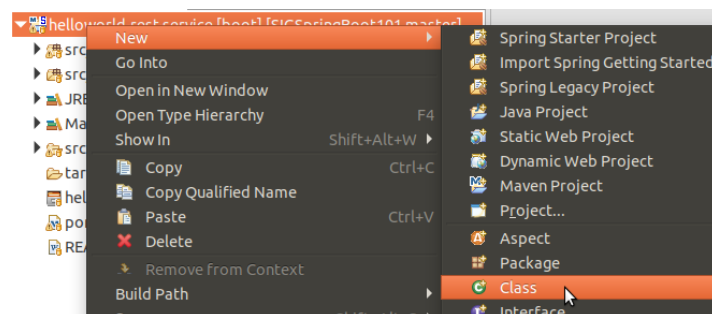 helloworld-rest-service [boot] [SICSpringBoot101 master]
New
Go Into
Open in New Window
Open Type Hierarchy F4
Show In Shift+Alt+W
Copy Ctrl+C
Copy Qualified Name
Paste Ctrl+V
Delete
Remove from Context
Build Path
src
src
JRE
Ma
src
tar
hel
REA
Spring Starter Project
Import Spring Getting Started
Spring Legacy Project
Java Project
Static Web Project
Dynamic Web Project
Maven Project
Project...
Aspect
Package
Class
Interface